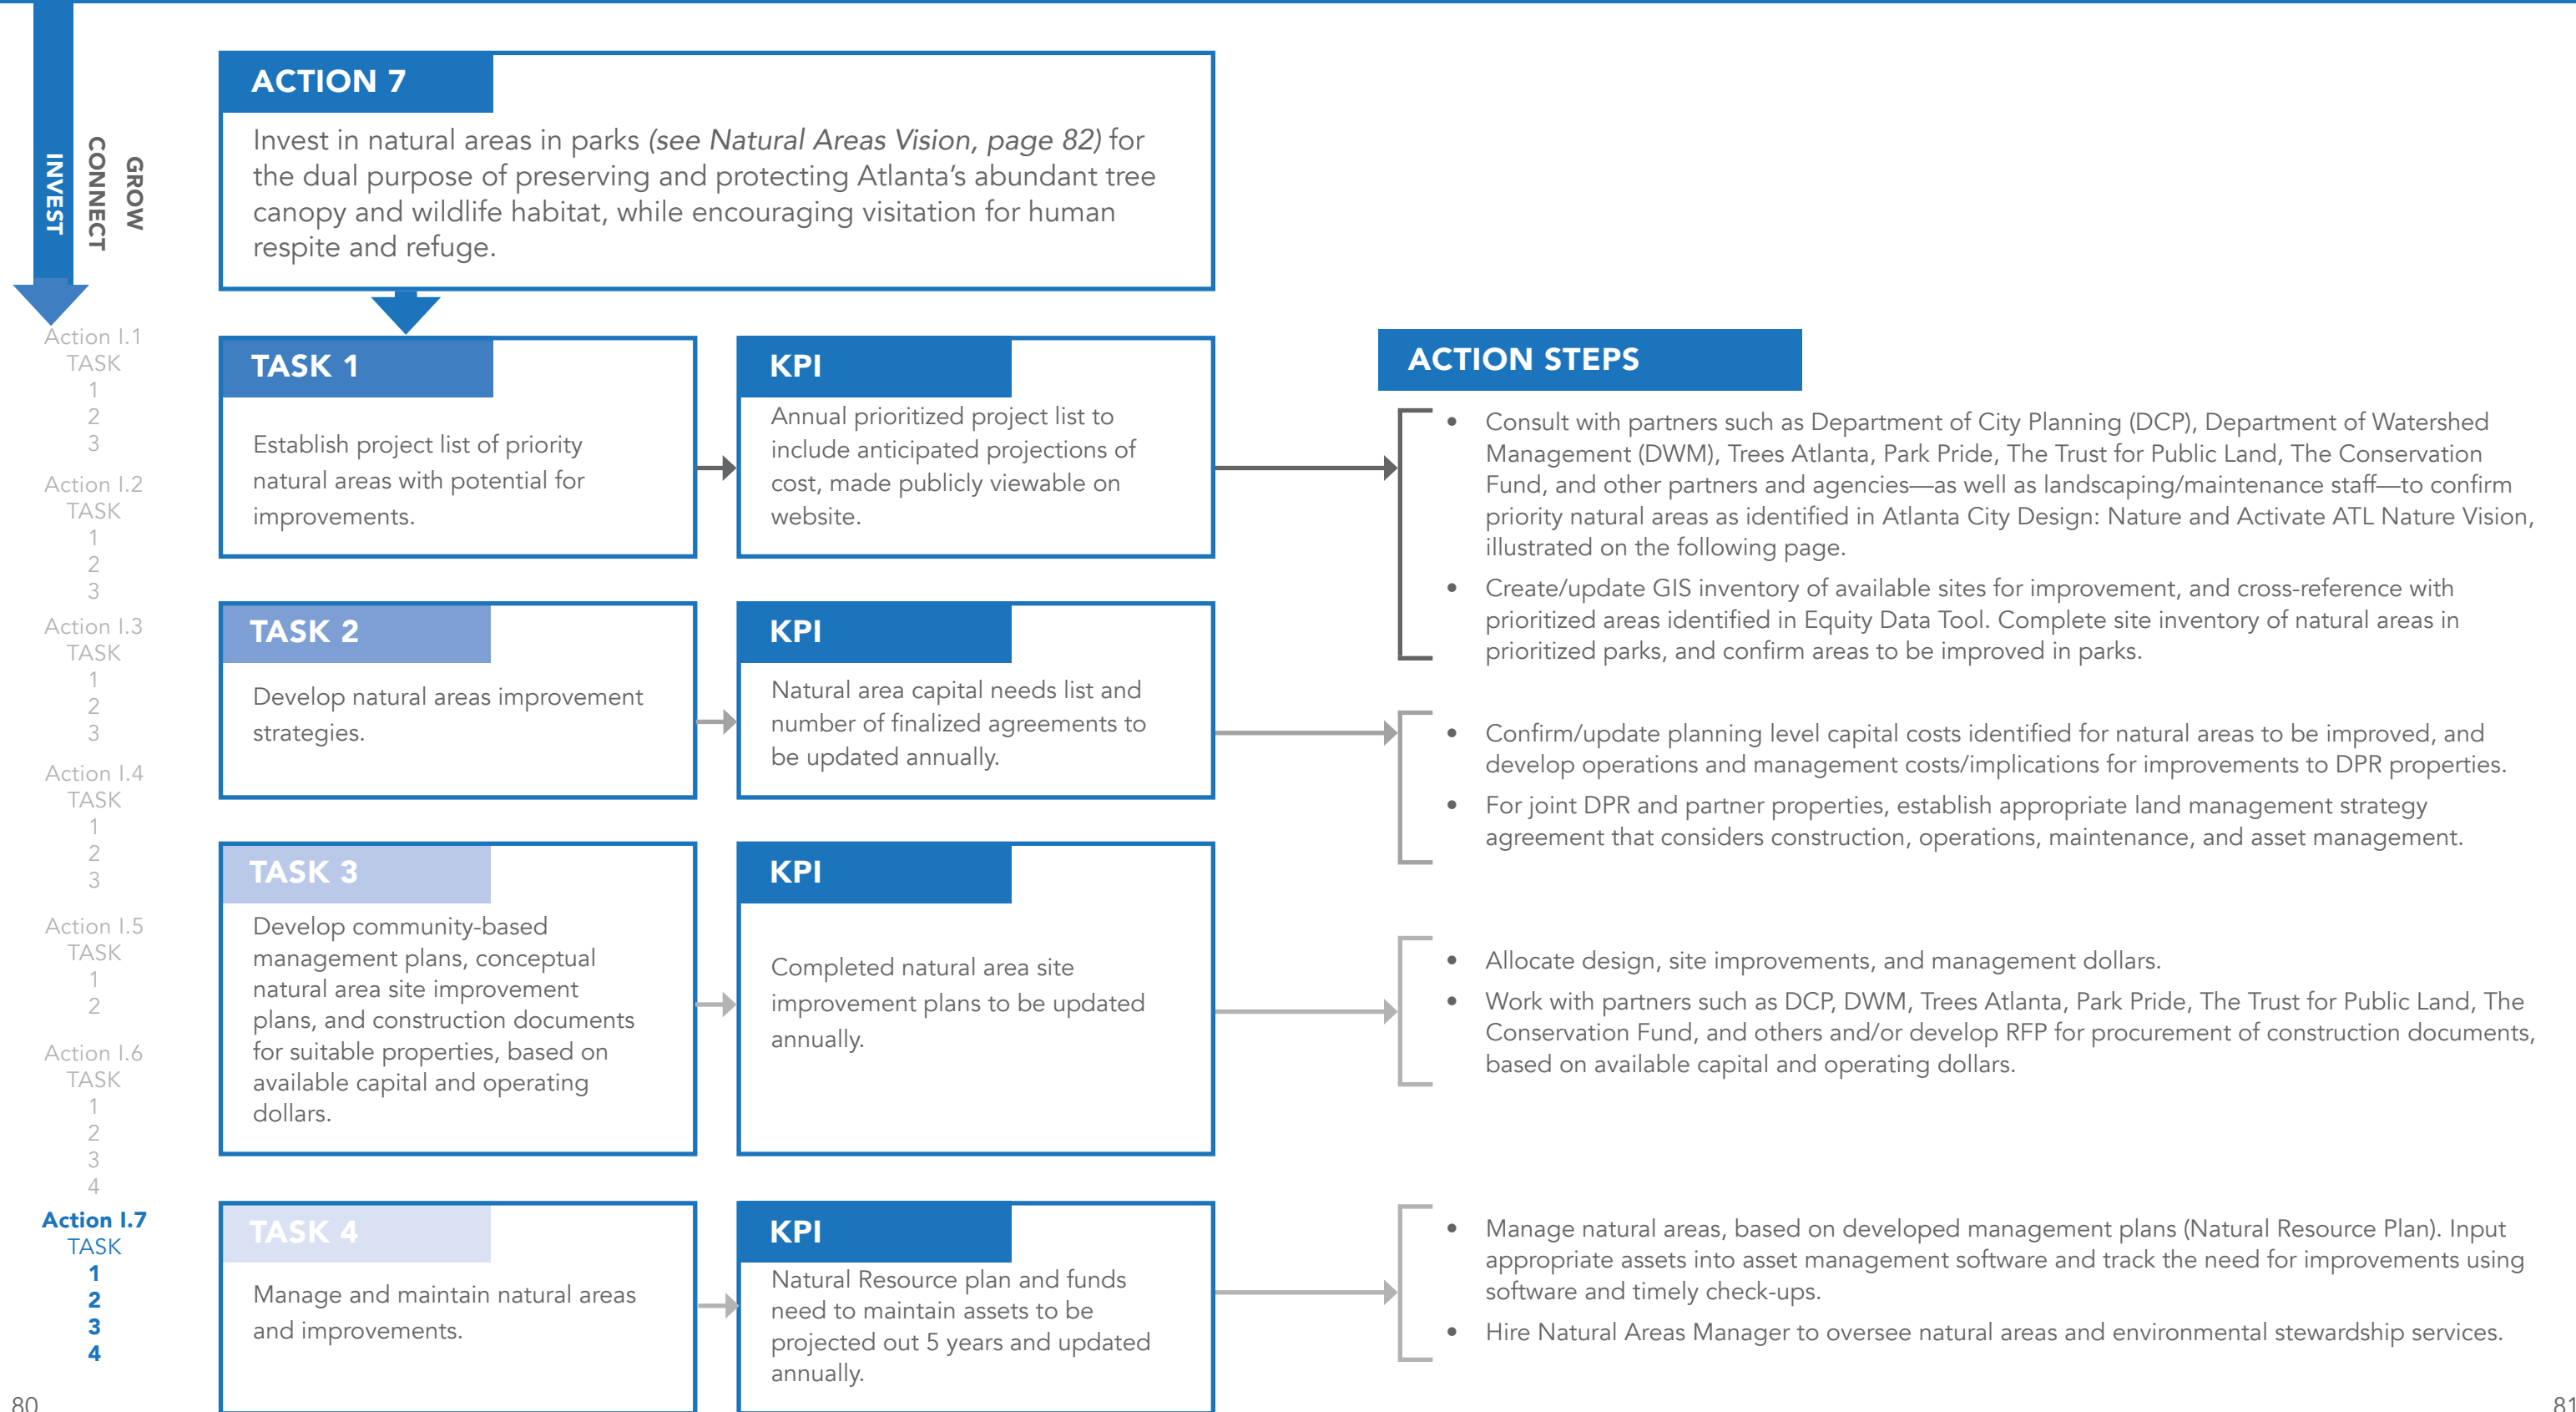 GROW
CONNECT
INVEST
Action I.1
TASK
1
2
3
Action I.2
TASK
1
2
3
Action I.3
TASK
1
2
3
Action I.4
TASK
1
2
3
Action I.5
TASK
1
2
Action I.6
TASK
1
2
3
4
Action I.7
TASK
1
2
3
4
80
ACTION 7
Invest in natural areas in parks (see Natural Areas Vision, page 82) for
the dual purpose of preserving and protecting Atlanta’s abundant tree
canopy and wildlife habitat, while encouraging visitation for human
respite and refuge.
TASK 1
Establish project list of priority
natural areas with potential for
improvements.
KPI
Annual prioritized project list to
include anticipated projections of
cost, made publicly viewable on
website.
TASK 2
Develop natural areas improvement
strategies.
KPI
Natural area capital needs list and
number of finalized agreements to
be updated annually.
TASK 3
Develop community-based
management plans, conceptual
natural area site improvement
plans, and construction documents
for suitable properties, based on
available capital and operating
dollars.
KPI
Completed natural area site
improvement plans to be updated
annually.
TASK 4
Manage and maintain natural areas
and improvements.
KPI
Natural Resource plan and funds
need to maintain assets to be
projected out 5 years and updated
annually.
ACTION STEPS
• Consult with partners such as Department of City Planning (DCP), Department of Watershed
Management (DWM), Trees Atlanta, Park Pride, The Trust for Public Land, The Conservation
Fund, and other partners and agencies—as well as landscaping/maintenance staff—to confirm
priority natural areas as identified in Atlanta City Design: Nature and Activate ATL Nature Vision,
illustrated on the following page.
• Create/update GIS inventory of available sites for improvement, and cross-reference with
prioritized areas identified in Equity Data Tool. Complete site inventory of natural areas in
prioritized parks, and confirm areas to be improved in parks.
• Confirm/update planning level capital costs identified for natural areas to be improved, and
develop operations and management costs/implications for improvements to DPR properties.
• For joint DPR and partner properties, establish appropriate land management strategy
agreement that considers construction, operations, maintenance, and asset management.
• Allocate design, site improvements, and management dollars.
• Work with partners such as DCP, DWM, Trees Atlanta, Park Pride, The Trust for Public Land, The
Conservation Fund, and others and/or develop RFP for procurement of construction documents,
based on available capital and operating dollars.
• Manage natural areas, based on developed management plans (Natural Resource Plan). Input
appropriate assets into asset management software and track the need for improvements using
software and timely check-ups.
• Hire Natural Areas Manager to oversee natural areas and environmental stewardship services.
81